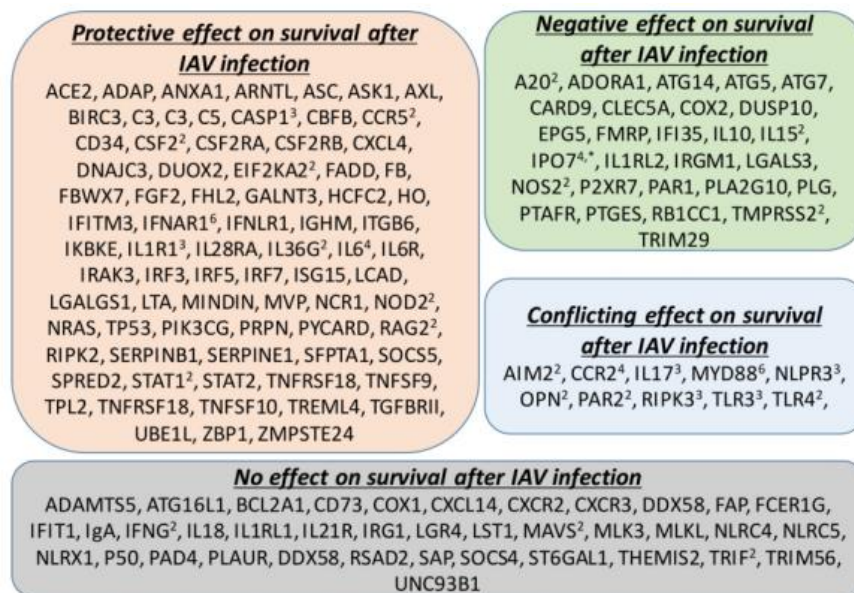 Protective effect on survival after
IAV infection
ACE2, ADAP, ANXA1, ARNTL, ASC, ASK1, AXL,
BIRC3, C3, C3, C5, CASP1³, CBFB, CCR5²,
CD34, CSF2², CSF2RA, CSF2RB, CXCL4,
DNAJC3, DUOX2, EIF2KA2², FADD, FB,
FBWX7, FGF2, FHL2, GALNT3, HCFC2, HO,
IFITM3, IFNAR1⁶, IFNLR1, IGHM, ITGB6,
IKBKE, IL1R1³, IL28RA, IL36G², IL6⁴, IL6R,
IRAK3, IRF3, IRF5, IRF7, ISG15, LCAD,
LGALGS1, LTA, MINDIN, MVP, NCR1, NOD2²,
NRAS, TP53, PIK3CG, PRPN, PYCARD, RAG2²,
RIPK2, SERPINB1, SERPINE1, SFPTA1, SOCS5,
SPRED2, STAT1², STAT2, TNFRSF18, TNFSF9,
TPL2, TNFRSF18, TNFSF10, TREML4, TGFBRII,
UBE1L, ZBP1, ZMPSTE24
Negative effect on survival
after IAV infection
A20², ADORA1, ATG14, ATG5, ATG7,
CARD9, CLEC5A, COX2, DUSP10,
EPG5, FMRP, IFI35, IL10, IL15²,
IPO7⁴,*, IL1RL2, IRGM1, LGALS3,
NOS2², P2XR7, PAR1, PLA2G10, PLG,
PTAFR, PTGES, RB1CC1, TMPRSS2²,
TRIM29
Conflicting effect on survival
after IAV infection
AIM2², CCR2⁴, IL17³, MYD88⁶, NLPR3³,
OPN², PAR2², RIPK3³, TLR3³, TLR4²,
No effect on survival after IAV infection
ADAMTS5, ATG16L1, BCL2A1, CD73, COX1, CXCL14, CXCR2, CXCR3, DDX58, FAP, FCER1G,
IFIT1, IgA, IFNG², IL18, IL1RL1, IL21R, IRG1, LGR4, LST1, MAVS², MLK3, MLKL, NLRC4, NLRC5,
NLRX1, P50, PAD4, PLAUR, DDX58, RSAD2, SAP, SOCS4, ST6GAL1, THEMIS2, TRIF², TRIM56,
UNC93B1